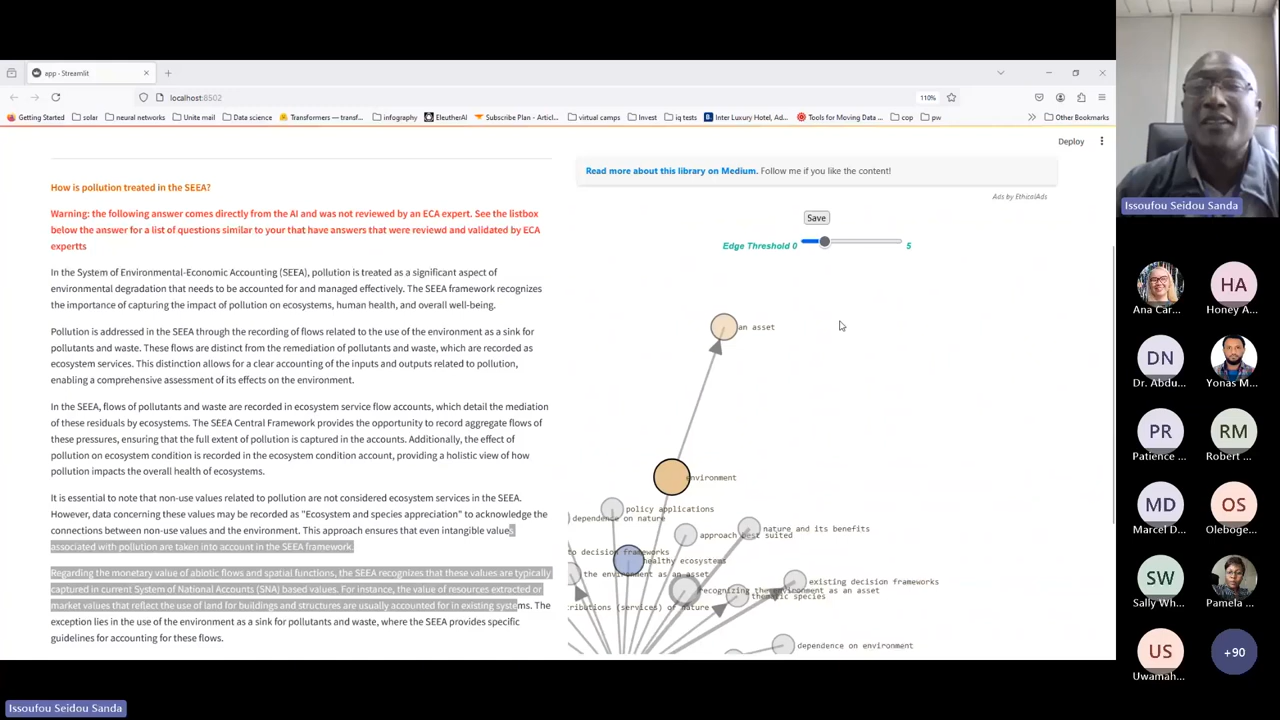 app - Streamlit
localhost:8502
110%
Getting Started
solar
neural networks
Unite mail
Data science
Transformers — transf...
infography
EleutherAI
Subscribe Plan - Articl...
virtual camps
Invest
iq tests
Inter Luxury Hotel, Ad...
Tools for Moving Data ...
cop
pw
Other Bookmarks
Deploy
How is pollution treated in the SEEA?
Warning: the following answer comes directly from the AI and was not reviewed by an ECA expert. See the listbox
below the answer for a list of questions similar to your that have answers that were reviewd and validated by ECA
expertts
In the System of Environmental-Economic Accounting (SEEA), pollution is treated as a significant aspect of
environmental degradation that needs to be accounted for and managed effectively. The SEEA framework recognizes
the importance of capturing the impact of pollution on ecosystems, human health, and overall well-being.
Pollution is addressed in the SEEA through the recording of flows related to the use of the environment as a sink for
pollutants and waste. These flows are distinct from the remediation of pollutants and waste, which are recorded as
ecosystem services. This distinction allows for a clear accounting of the inputs and outputs related to pollution,
enabling a comprehensive assessment of its effects on the environment.
In the SEEA, flows of pollutants and waste are recorded in ecosystem service flow accounts, which detail the mediation
of these residuals by ecosystems. The SEEA Central Framework provides the opportunity to record aggregate flows of
these pressures, ensuring that the full extent of pollution is captured in the accounts. Additionally, the effect of
pollution on ecosystem condition is recorded in the ecosystem condition account, providing a holistic view of how
pollution impacts the overall health of ecosystems.
It is essential to note that non-use values related to pollution are not considered ecosystem services in the SEEA.
However, data concerning these values may be recorded as "Ecosystem and species appreciation" to acknowledge the
connections between non-use values and the environment. This approach ensures that even intangible values
associated with pollution are taken into account in the SEEA framework.
Regarding the monetary value of abiotic flows and spatial functions, the SEEA recognizes that these values are typically
captured in current System of National Accounts (SNA) based values. For instance, the value of resources extracted or
market values that reflect the use of land for buildings and structures are usually accounted for in existing systems. The
exception lies in the use of the environment as a sink for pollutants and waste, where the SEEA provides specific
guidelines for accounting for these flows.
Read more about this library on Medium. Follow me if you like the content!
Ads by EthicalAds
Save
Edge Threshold 0
5
an asset
environment
policy applications
dependence on nature
nature and its benefits
approach best suited
to decision frameworks
healthy ecosystems
the environment as an asset
existing decision frameworks
recognizing the environment as an asset
thematic species
tributions (services) of nature
dependence on environment
Issoufou Seidou Sanda
Ana Car...
HA
Honey A...
DN
Dr. Abdu...
Yonas M...
PR
Patience ...
RM
Robert ...
MD
Marcel D...
OS
Oleboge...
SW
Sally Wh...
Pamela ...
US
Uwamah...
+90
Issoufou Seidou Sanda